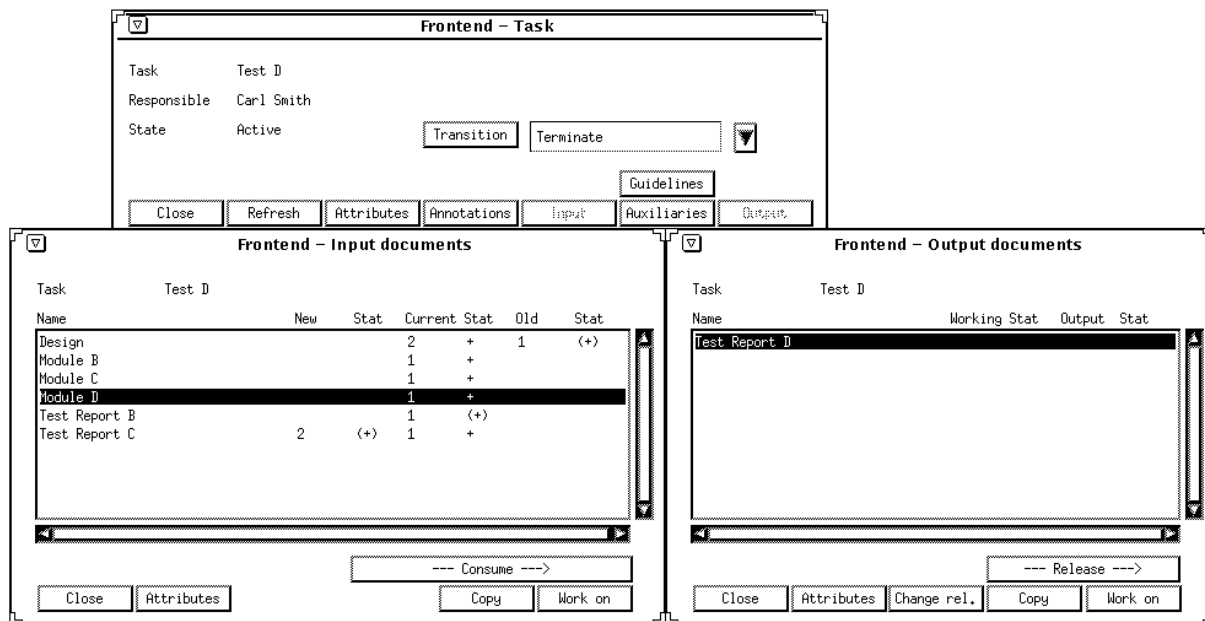 Frontend – Task
Task Test D
Responsible Carl Smith
State Active Transition Terminate
Guidelines
Close Refresh Attributes Annotations Input Auxiliaries Output
Frontend – Input documents
Task Test D
Name New Stat Current Stat Old Stat
Design 2 + 1 (+)
Module B 1 +
Module C 1 +
Module D 1 +
Test Report B 1 (+)
Test Report C 2 (+) 1 +
--- Consume --->
Close Attributes Copy Work on
Frontend – Output documents
Task Test D
Name Working Stat Output Stat
Test Report D
--- Release --->
Close Attributes Change rel. Copy Work on